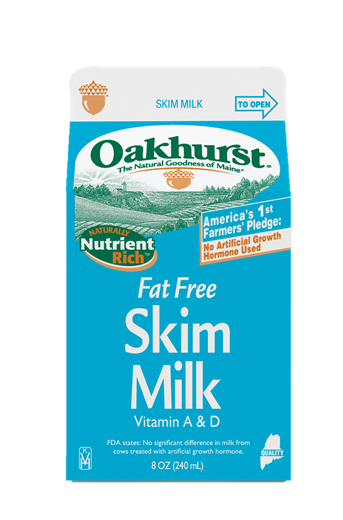 SKIM MILK
TO OPEN
Oakhurst®
The Natural Goodness of Maine®
America's 1st
Farmers' Pledge:
No Artificial Growth
Hormone Used
NATURALLY
Nutrient
Rich™
Fat Free
Skim
Milk
Vitamin A & D
FDA states: No significant difference in milk from
cows treated with artificial growth hormone.
8 OZ (240 mL)
QUALITY